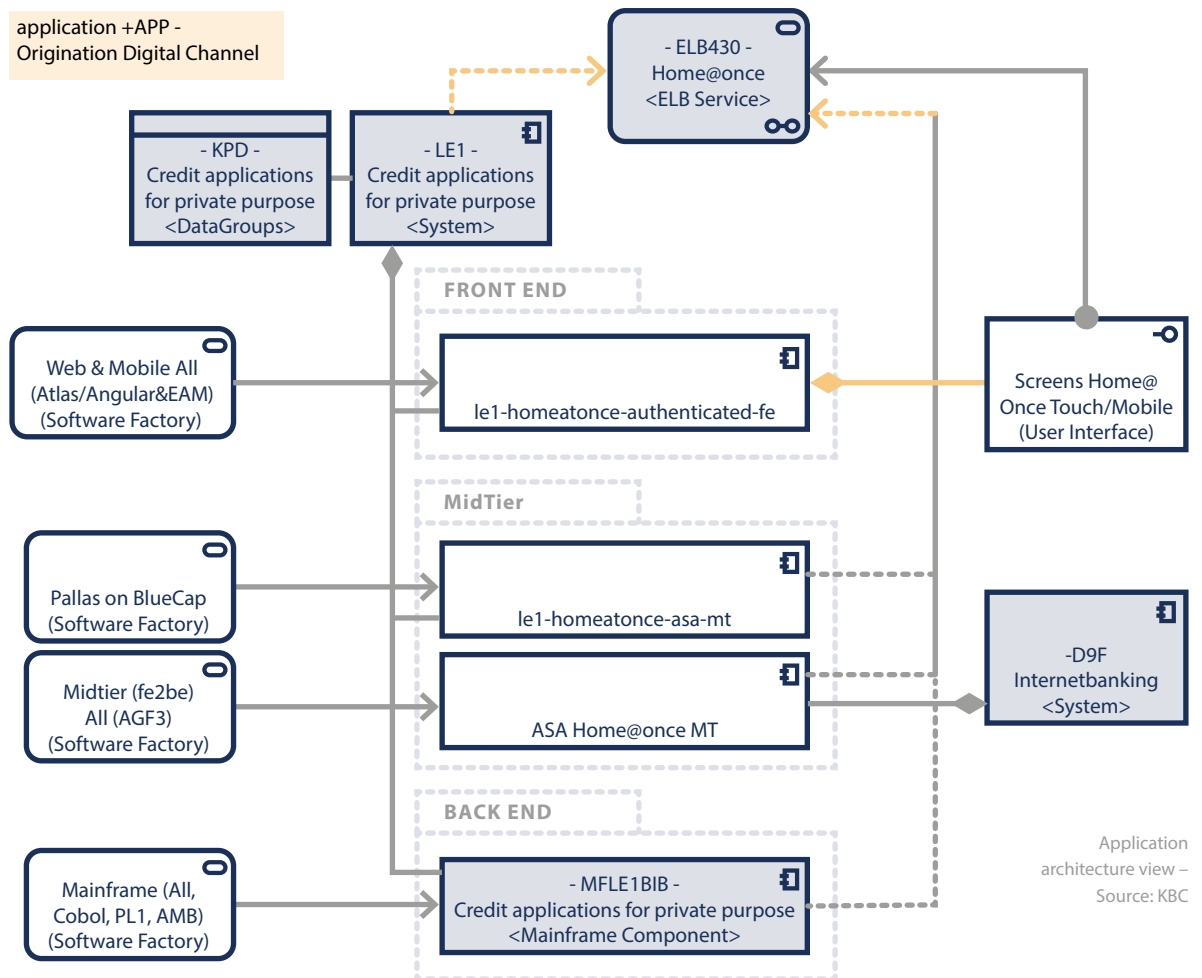 application +APP -
Origination Digital Channel
- ELB430 -
Home@once
<ELB Service>
- KPD -
Credit applications
for private purpose
<DataGroups>
- LE1 -
Credit applications
for private purpose
<System>
FRONT END
Web & Mobile All
(Atlas/Angular&EAM)
(Software Factory)
le1-homeatonce-authenticated-fe
Screens Home@
Once Touch/Mobile
(User Interface)
MidTier
Pallas on BlueCap
(Software Factory)
le1-homeatonce-asa-mt
Midtier (fe2be)
All (AGF3)
(Software Factory)
ASA Home@once MT
-D9F
Internetbanking
<System>
BACK END
Mainframe (All,
Cobol, PL1, AMB)
(Software Factory)
- MFLE1BIB -
Credit applications for private purpose
<Mainframe Component>
Application
architecture view –
Source: KBC